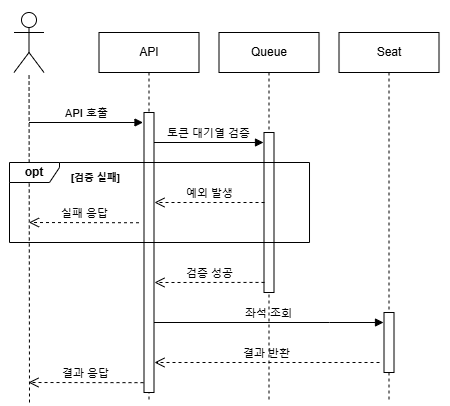 API
Queue
Seat
API 호출
토큰 대기열 검증
opt
[검증 실패]
예외 발생
실패 응답
검증 성공
좌석 조회
결과 반환
결과 응답